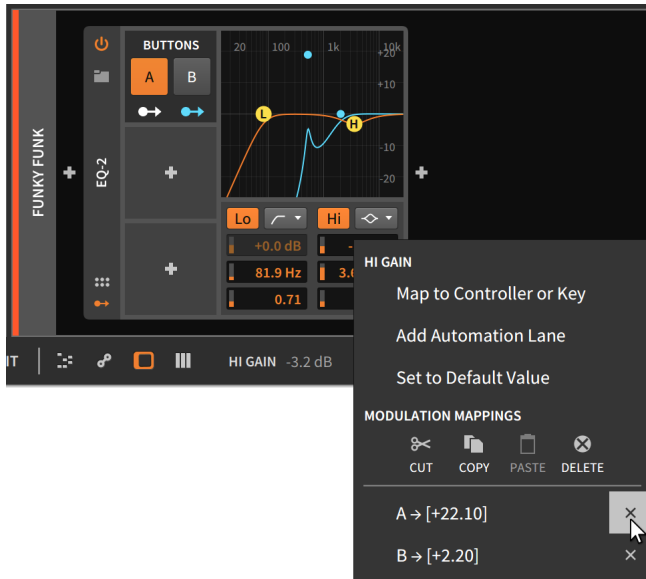 FUNKY FUNK
EQ-2
BUTTONS
A B
20 100 1k 10k
+20
+10
-10
-20
L
H
Lo Hi
+0.0 dB
81.9 Hz
0.71
HI GAIN -3.2 dB
HI GAIN
Map to Controller or Key
Add Automation Lane
Set to Default Value
MODULATION MAPPINGS
CUT COPY PASTE DELETE
A → [+22.10] ×
B → [+2.20] ×